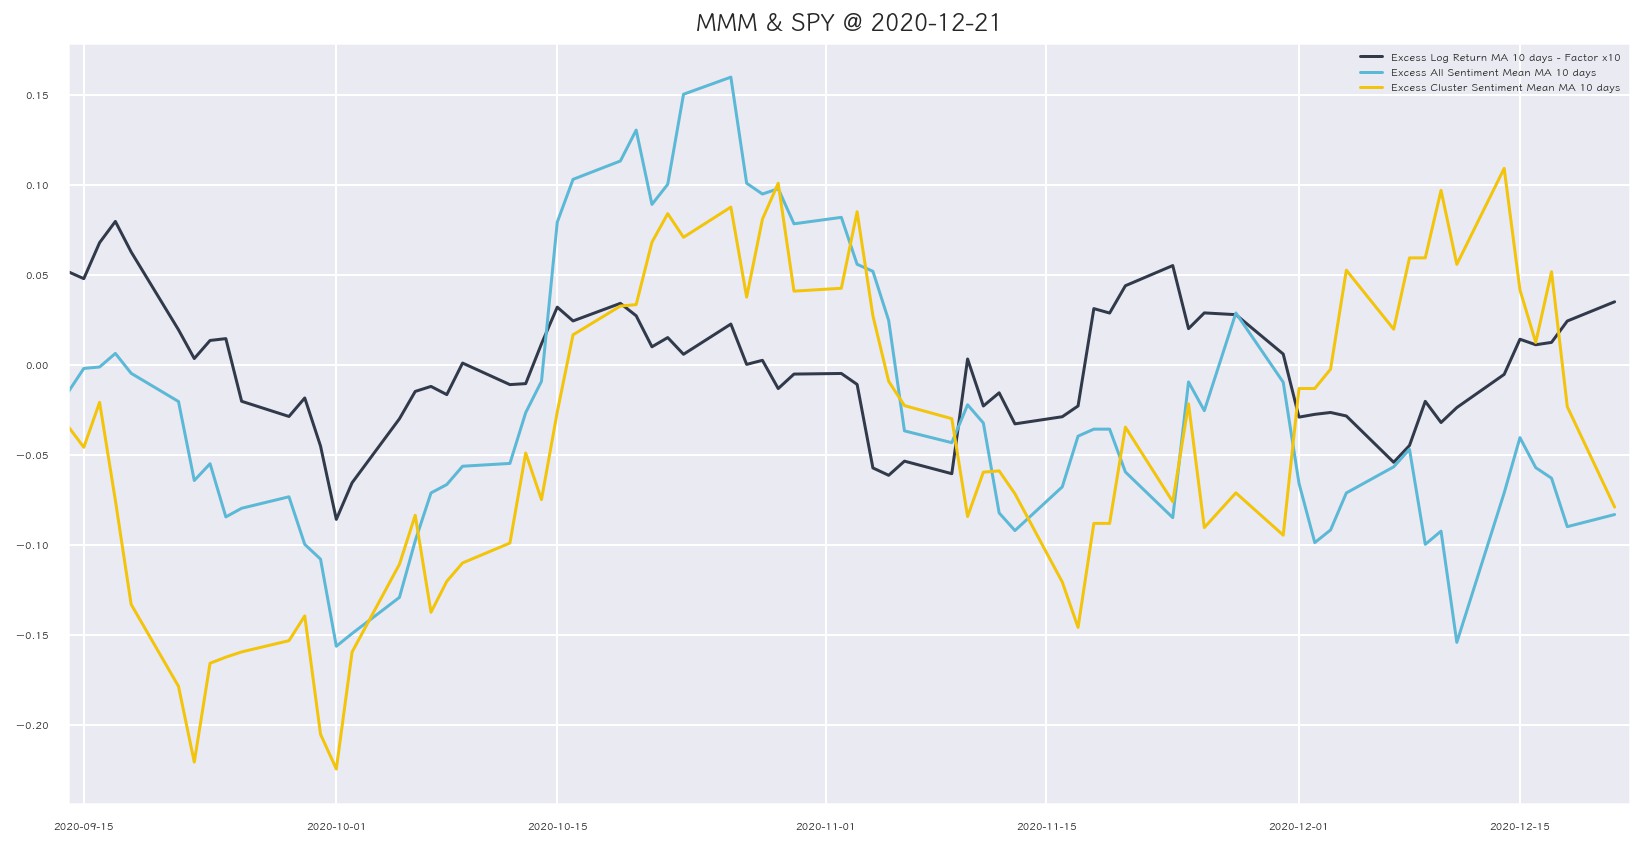 MMM & SPY @ 2020-12-21
Excess Log Return MA 10 days - Factor x10
Excess All Sentiment Mean MA 10 days
Excess Cluster Sentiment Mean MA 10 days
0.15
0.10
0.05
0.00
−0.05
−0.10
−0.15
−0.20
2020-09-15 2020-10-01 2020-10-15 2020-11-01 2020-11-15 2020-12-01 2020-12-15